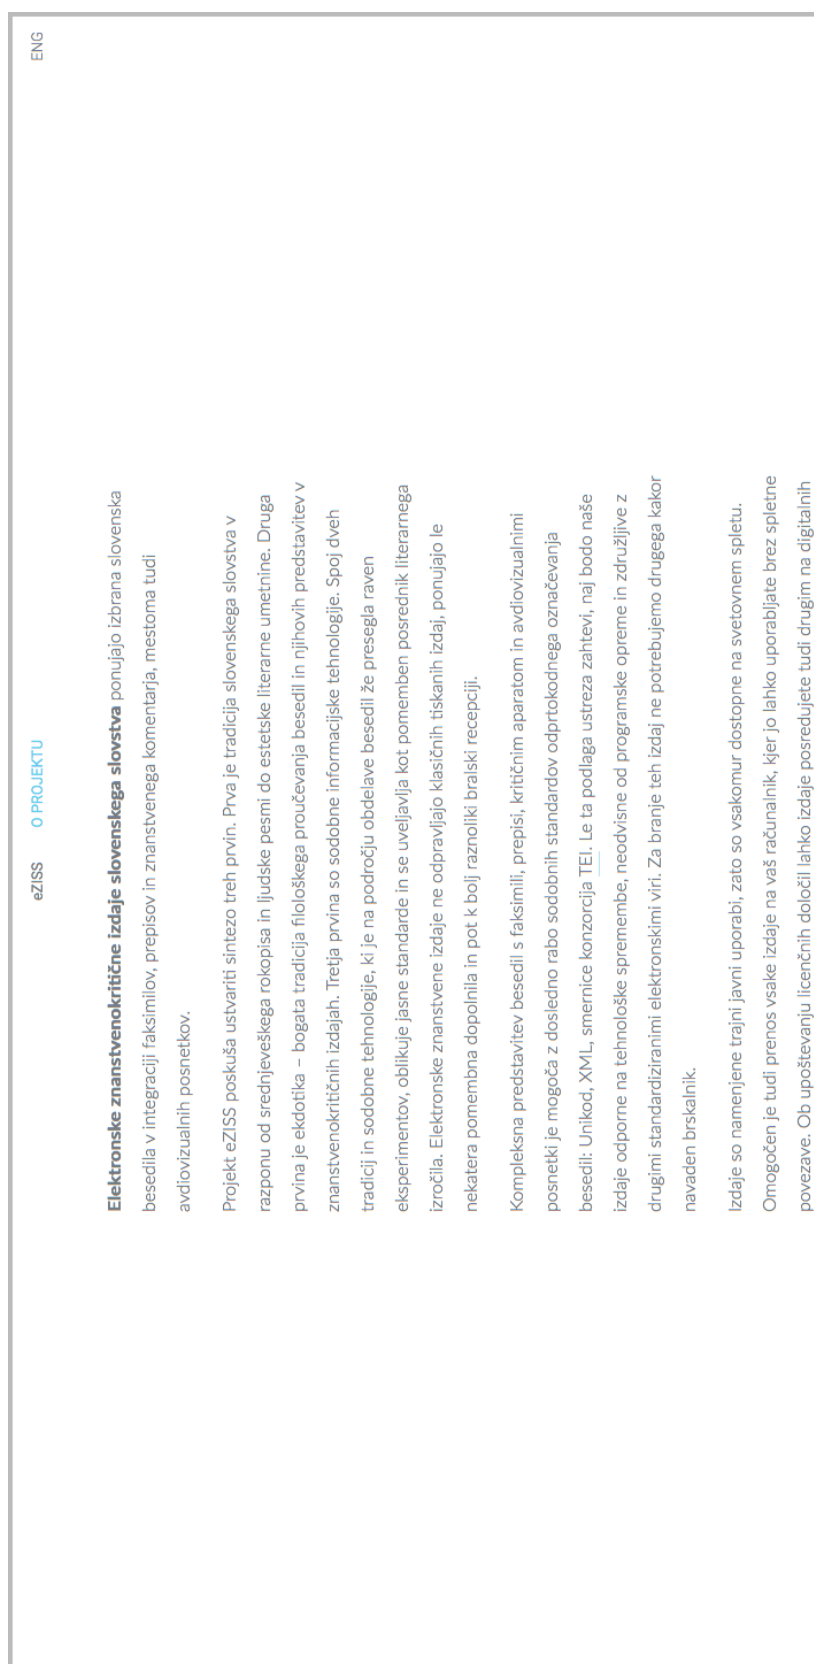 eZISS O PROJEKTU ENG
Elektronske znanstvenokritične izdaje slovenskega slovstva ponujajo izbrana slovenska
besedila v integraciji faksimilov, prepisov in znanstvenega komentarja, mestoma tudi
avdiovizualnih posnetkov.
Projekt eZISS poskuša ustvariti sintezo treh prvin. Prva je tradicija slovenskega slovstva v
razponu od srednjeveškega rokopisa in ljudske pesmi do estetske literarne umetnine. Druga
prvina je ekdotika – bogata tradicija filološkega proučevanja besedil in njihovih predstavitev v
znanstvenokritičnih izdajah. Tretja prvina so sodobne informacijske tehnologije. Spoj dveh
tradicij in sodobne tehnologije, ki je na področju obdelave besedil že presegla raven
eksperimentov, oblikuje jasne standarde in se uveljavlja kot pomemben posrednik literarnega
izročila. Elektronske znanstvene izdaje ne odpravljajo klasičnih tiskanih izdaj, ponujajo le
nekatera pomembna dopolnila in pot k bolj raznoliki bralski recepciji.
Kompleksna predstavitev besedil s faksimili, prepisi, kritičnim aparatom in avdiovizualnimi
posnetki je mogoča z dosledno rabo sodobnih standardov odprtokodnega označevanja
besedil: Unikod, XML, smernice konzorcija TEI. Le ta podlaga ustreza zahtevi, naj bodo naše
izdaje odporne na tehnološke spremembe, neodvisne od programske opreme in združljive z
drugimi standardiziranimi elektronskimi viri. Za branje teh izdaj ne potrebujemo drugega kakor
navaden brskalnik.
Izdaje so namenjene trajni javni uporabi, zato so vsakomur dostopne na svetovnem spletu.
Omogočen je tudi prenos vsake izdaje na vaš računalnik, kjer jo lahko uporabljate brez spletne
povezave. Ob upoštevanju licenčnih določil lahko izdaje posredujete tudi drugim na digitalnih